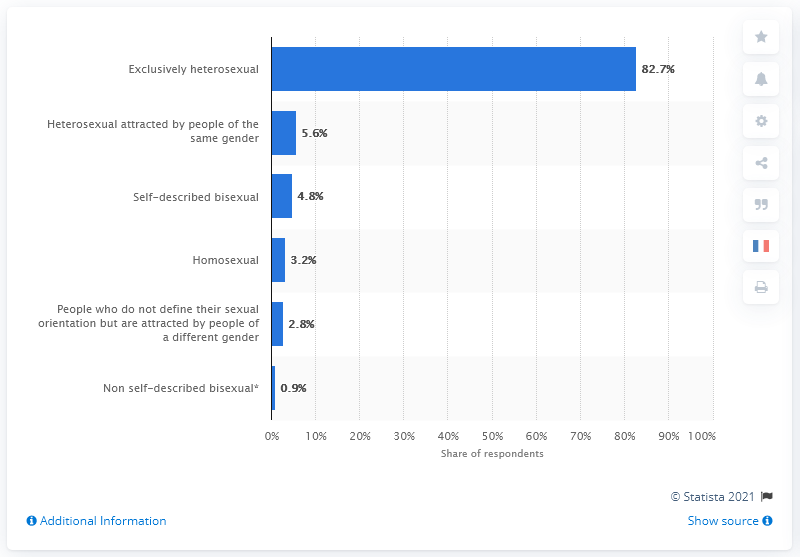 Exclusively heterosexual
82.7%
Heterosexual attracted by people of the
same gender
5.6%
Self-described bisexual
4.8%
Homosexual
3.2%
People who do not define their sexual
orientation but are attracted by people of
a different gender
2.8%
Non self-described bisexual*
0.9%
0% 10% 20% 30% 40% 50% 60% 70% 80% 90% 100%
Share of respondents
© Statista 2021
Additional Information
Show source